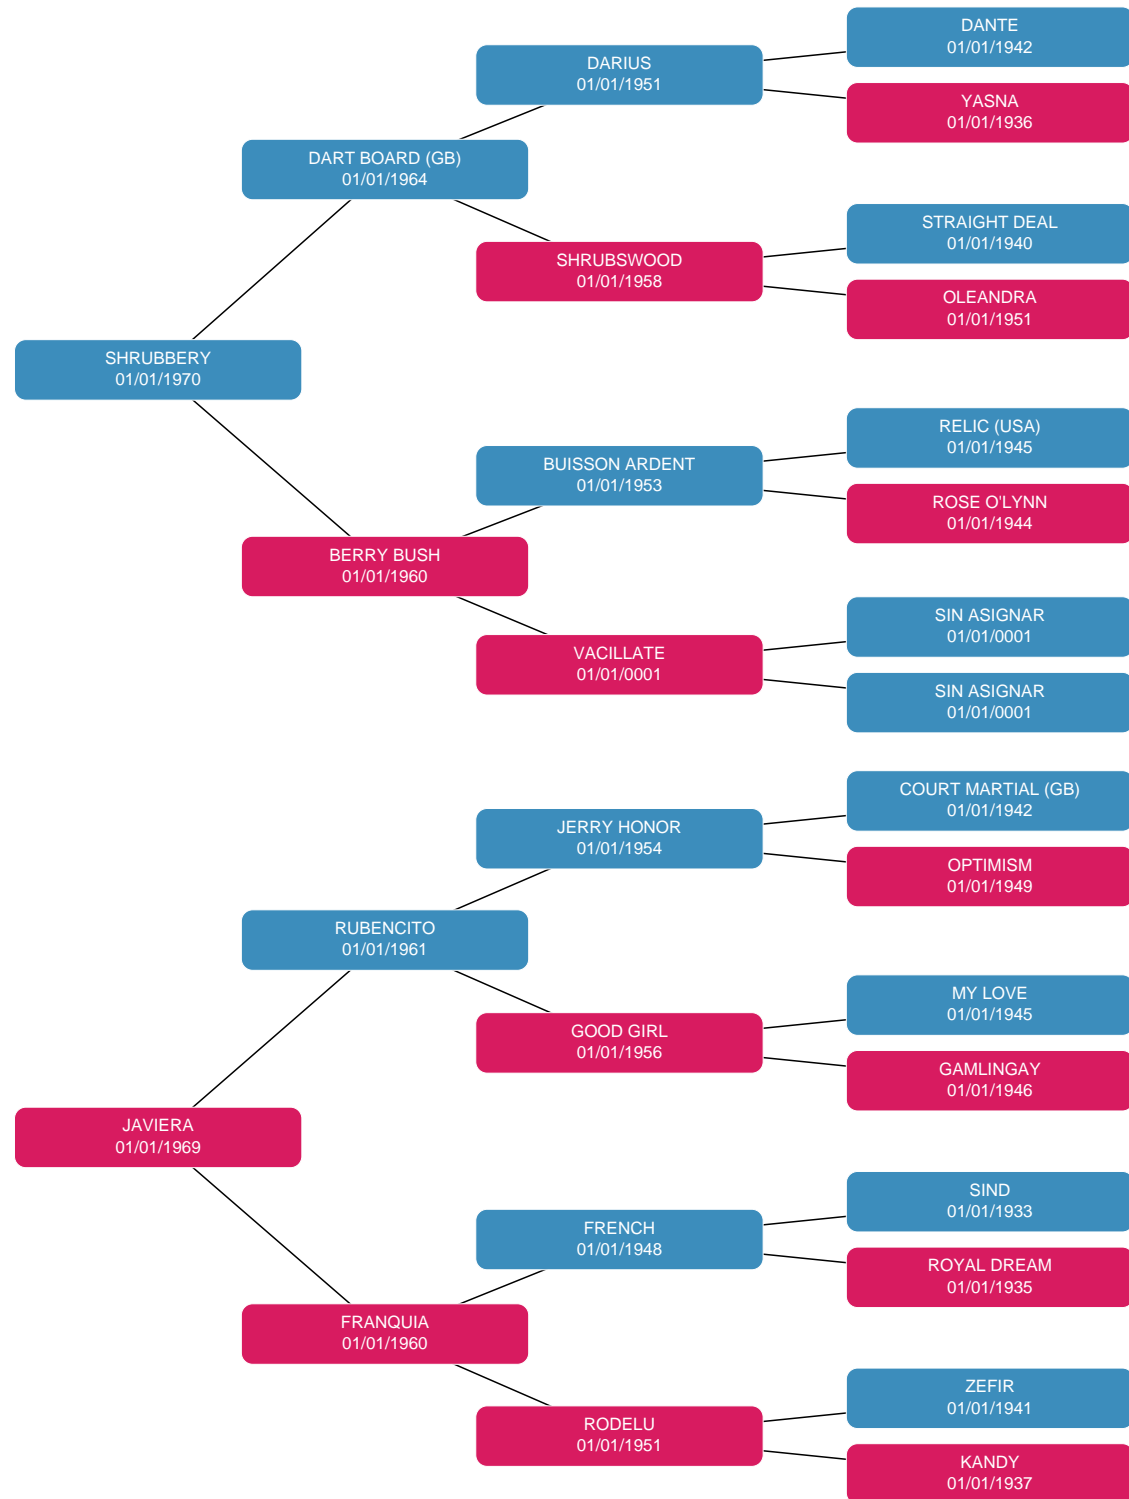 DANTE
01/01/1942
DARIUS
01/01/1951
YASNA
01/01/1936
DART BOARD (GB)
01/01/1964
STRAIGHT DEAL
01/01/1940
SHRUBSWOOD
01/01/1958
OLEANDRA
01/01/1951
SHRUBBERY
01/01/1970
RELIC (USA)
01/01/1945
BUISSON ARDENT
01/01/1953
ROSE O'LYNN
01/01/1944
BERRY BUSH
01/01/1960
SIN ASIGNAR
01/01/0001
VACILLATE
01/01/0001
SIN ASIGNAR
01/01/0001
COURT MARTIAL (GB)
01/01/1942
JERRY HONOR
01/01/1954
OPTIMISM
01/01/1949
RUBENCITO
01/01/1961
MY LOVE
01/01/1945
GOOD GIRL
01/01/1956
GAMLINGAY
01/01/1946
JAVIERA
01/01/1969
SIND
01/01/1933
FRENCH
01/01/1948
ROYAL DREAM
01/01/1935
FRANQUIA
01/01/1960
ZEFIR
01/01/1941
RODELU
01/01/1951
KANDY
01/01/1937